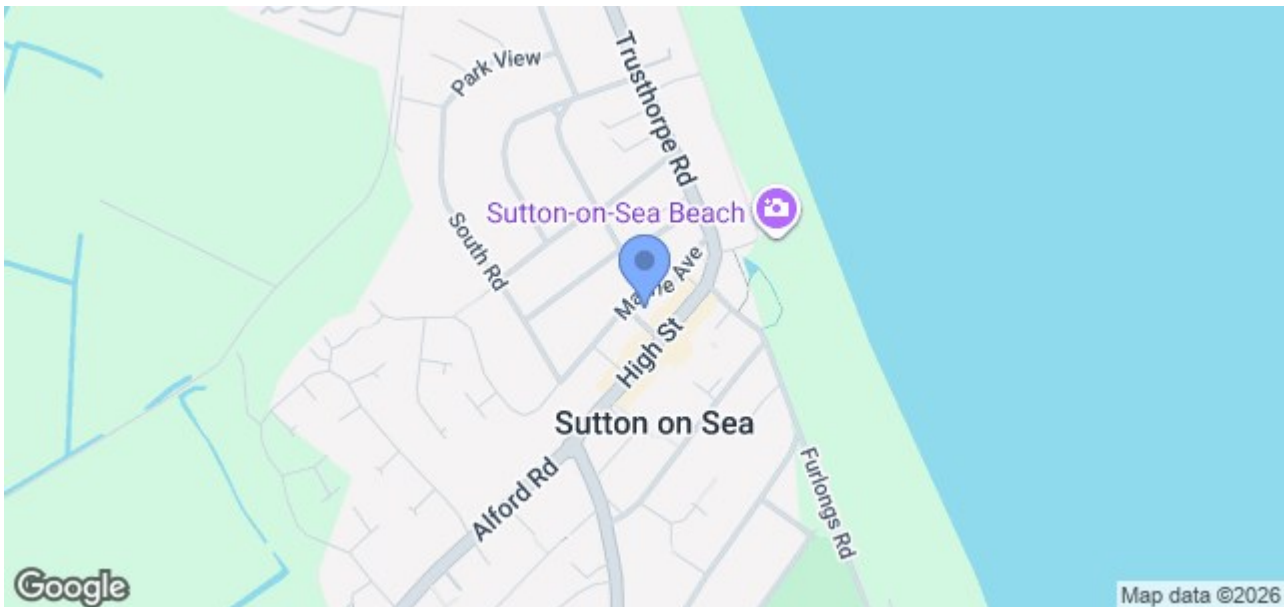 Park View
Trusthorpe Rd
Sutton-on-Sea Beach
South Rd
Ave
High St
Sutton on Sea
Alford Rd
Furlongs Rd
Google
Map data ©2026